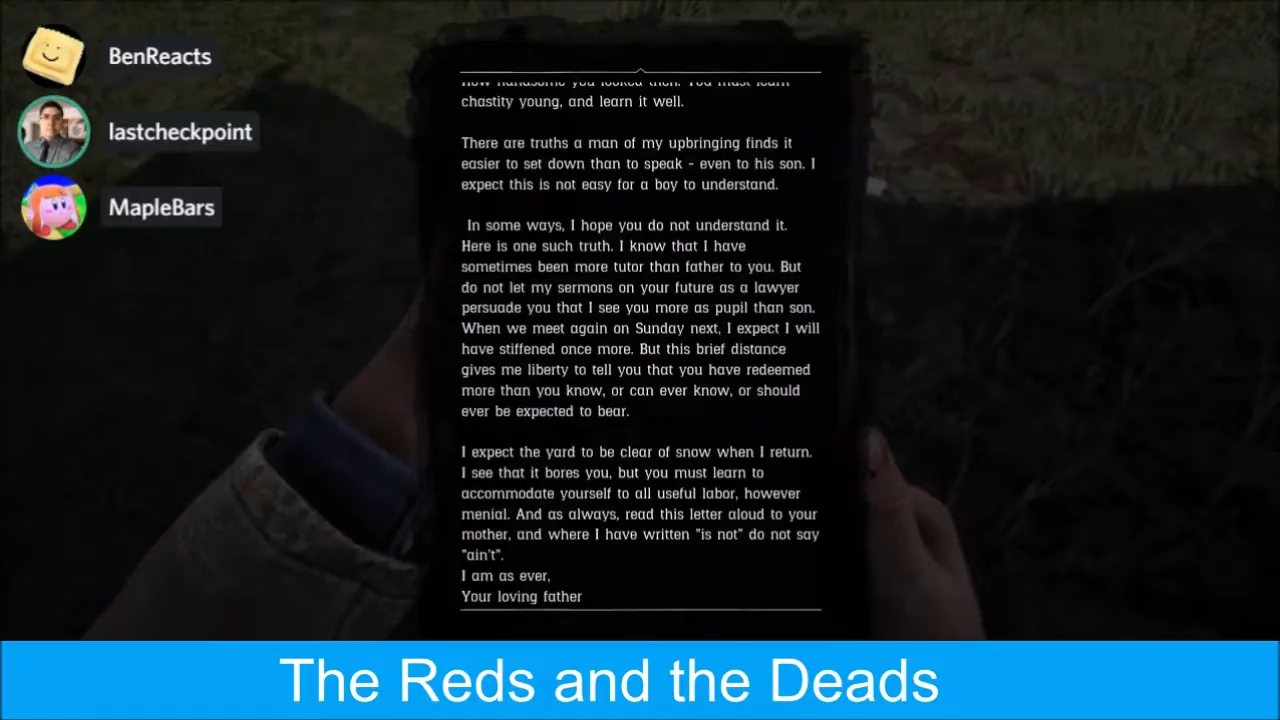 BenReacts
lastcheckpoint
MapleBars
How handsome you looked then. You must learn
chastity young, and learn it well.
There are truths a man of my upbringing finds it
easier to set down than to speak - even to his son. I
expect this is not easy for a boy to understand.
In some ways, I hope you do not understand it.
Here is one such truth. I know that I have
sometimes been more tutor than father to you. But
do not let my sermons on your future as a lawyer
persuade you that I see you more as pupil than son.
When we meet again on Sunday next, I expect I will
have stiffened once more. But this brief distance
gives me liberty to tell you that you have redeemed
more than you know, or can ever know, or should
ever be expected to bear.
I expect the yard to be clear of snow when I return.
I see that it bores you, but you must learn to
accommodate yourself to all useful labor, however
menial. And as always, read this letter aloud to your
mother, and where I have written "is not" do not say
"ain't".
I am as ever,
Your loving father
The Reds and the Deads